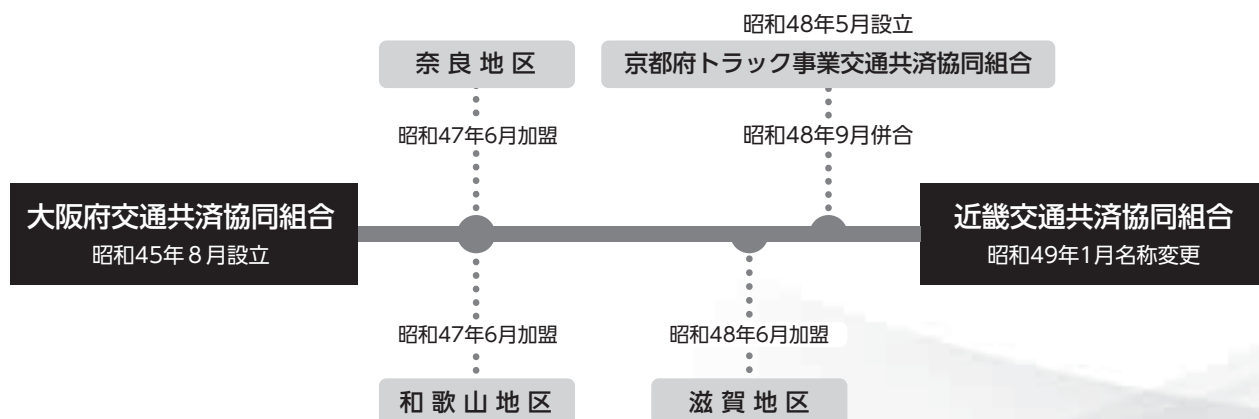 昭和48年5月設立
奈良地区
京都府トラック事業交通共済協同組合
昭和47年6月加盟
昭和48年9月併合
大阪府交通共済協同組合
昭和45年8月設立
近畿交通共済協同組合
昭和49年1月名称変更
昭和47年6月加盟
昭和48年6月加盟
和歌山地区
滋賀地区